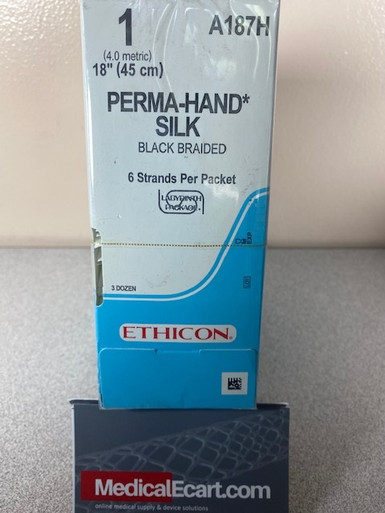 1
A187H
(4.0 metric)
18" (45 cm)
PERMA-HAND*
SILK
BLACK BRAIDED
6 Strands Per Packet
LABYRINTH
PACKAGE
3 DOZEN
ETHICON
MedicalEcart.com
online medical supply & device solutions